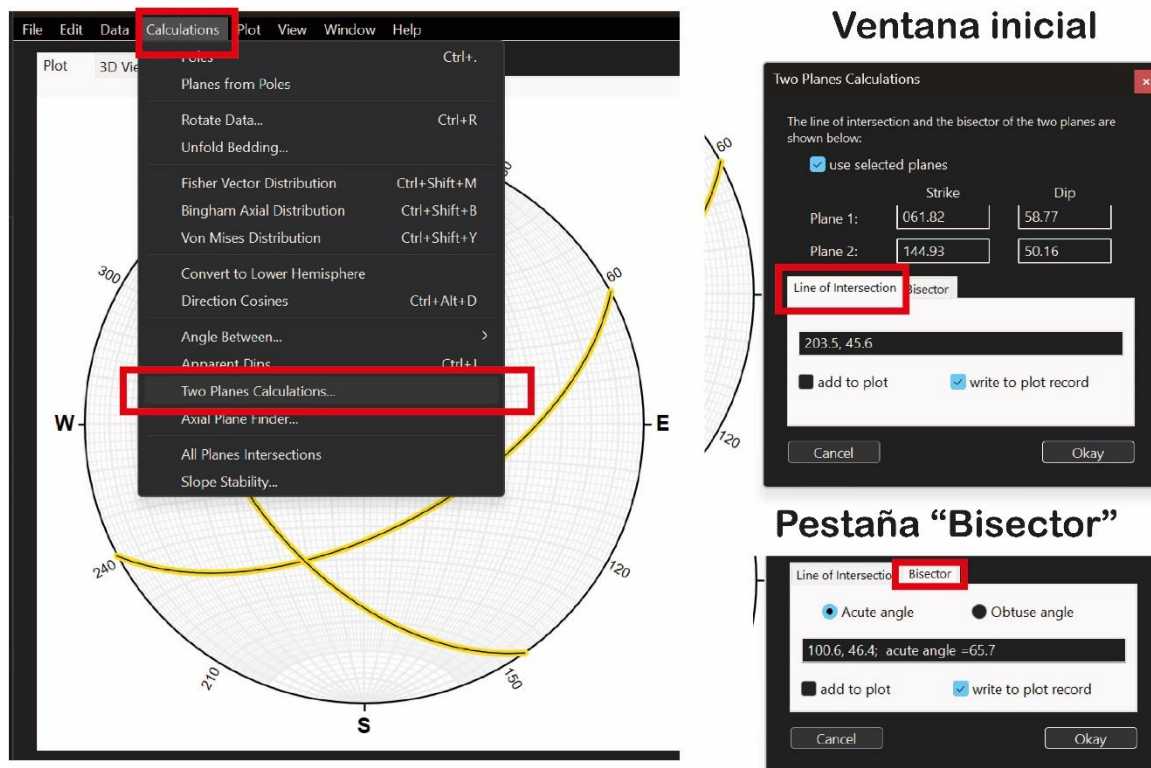 File Edit Data Calculations Plot View Window Help
Plot 3D Vie
Poles Ctrl+.
Planes from Poles
Rotate Data... Ctrl+R
Unfold Bedding...
Fisher Vector Distribution Ctrl+Shift+M
Bingham Axial Distribution Ctrl+Shift+B
Von Mises Distribution Ctrl+Shift+Y
Convert to Lower Hemisphere
Direction Cosines Ctrl+Alt+D
Angle Between... >
Apparent Dips... Ctrl+I
Two Planes Calculations...
Axial Plane Finder...
All Planes Intersections
Slope Stability...
300
60
W
E
240
120
210
150
S
Ventana inicial
Two Planes Calculations
The line of intersection and the bisector of the two planes are
shown below:
use selected planes
Strike Dip
Plane 1: 061.82 58.77
Plane 2: 144.93 50.16
Line of Intersection Bisector
203.5, 45.6
add to plot write to plot record
Cancel Okay
60
120
Pestaña “Bisector”
Line of Intersectio Bisector
Acute angle Obtuse angle
100.6, 46.4; acute angle =65.7
add to plot write to plot record
Cancel Okay